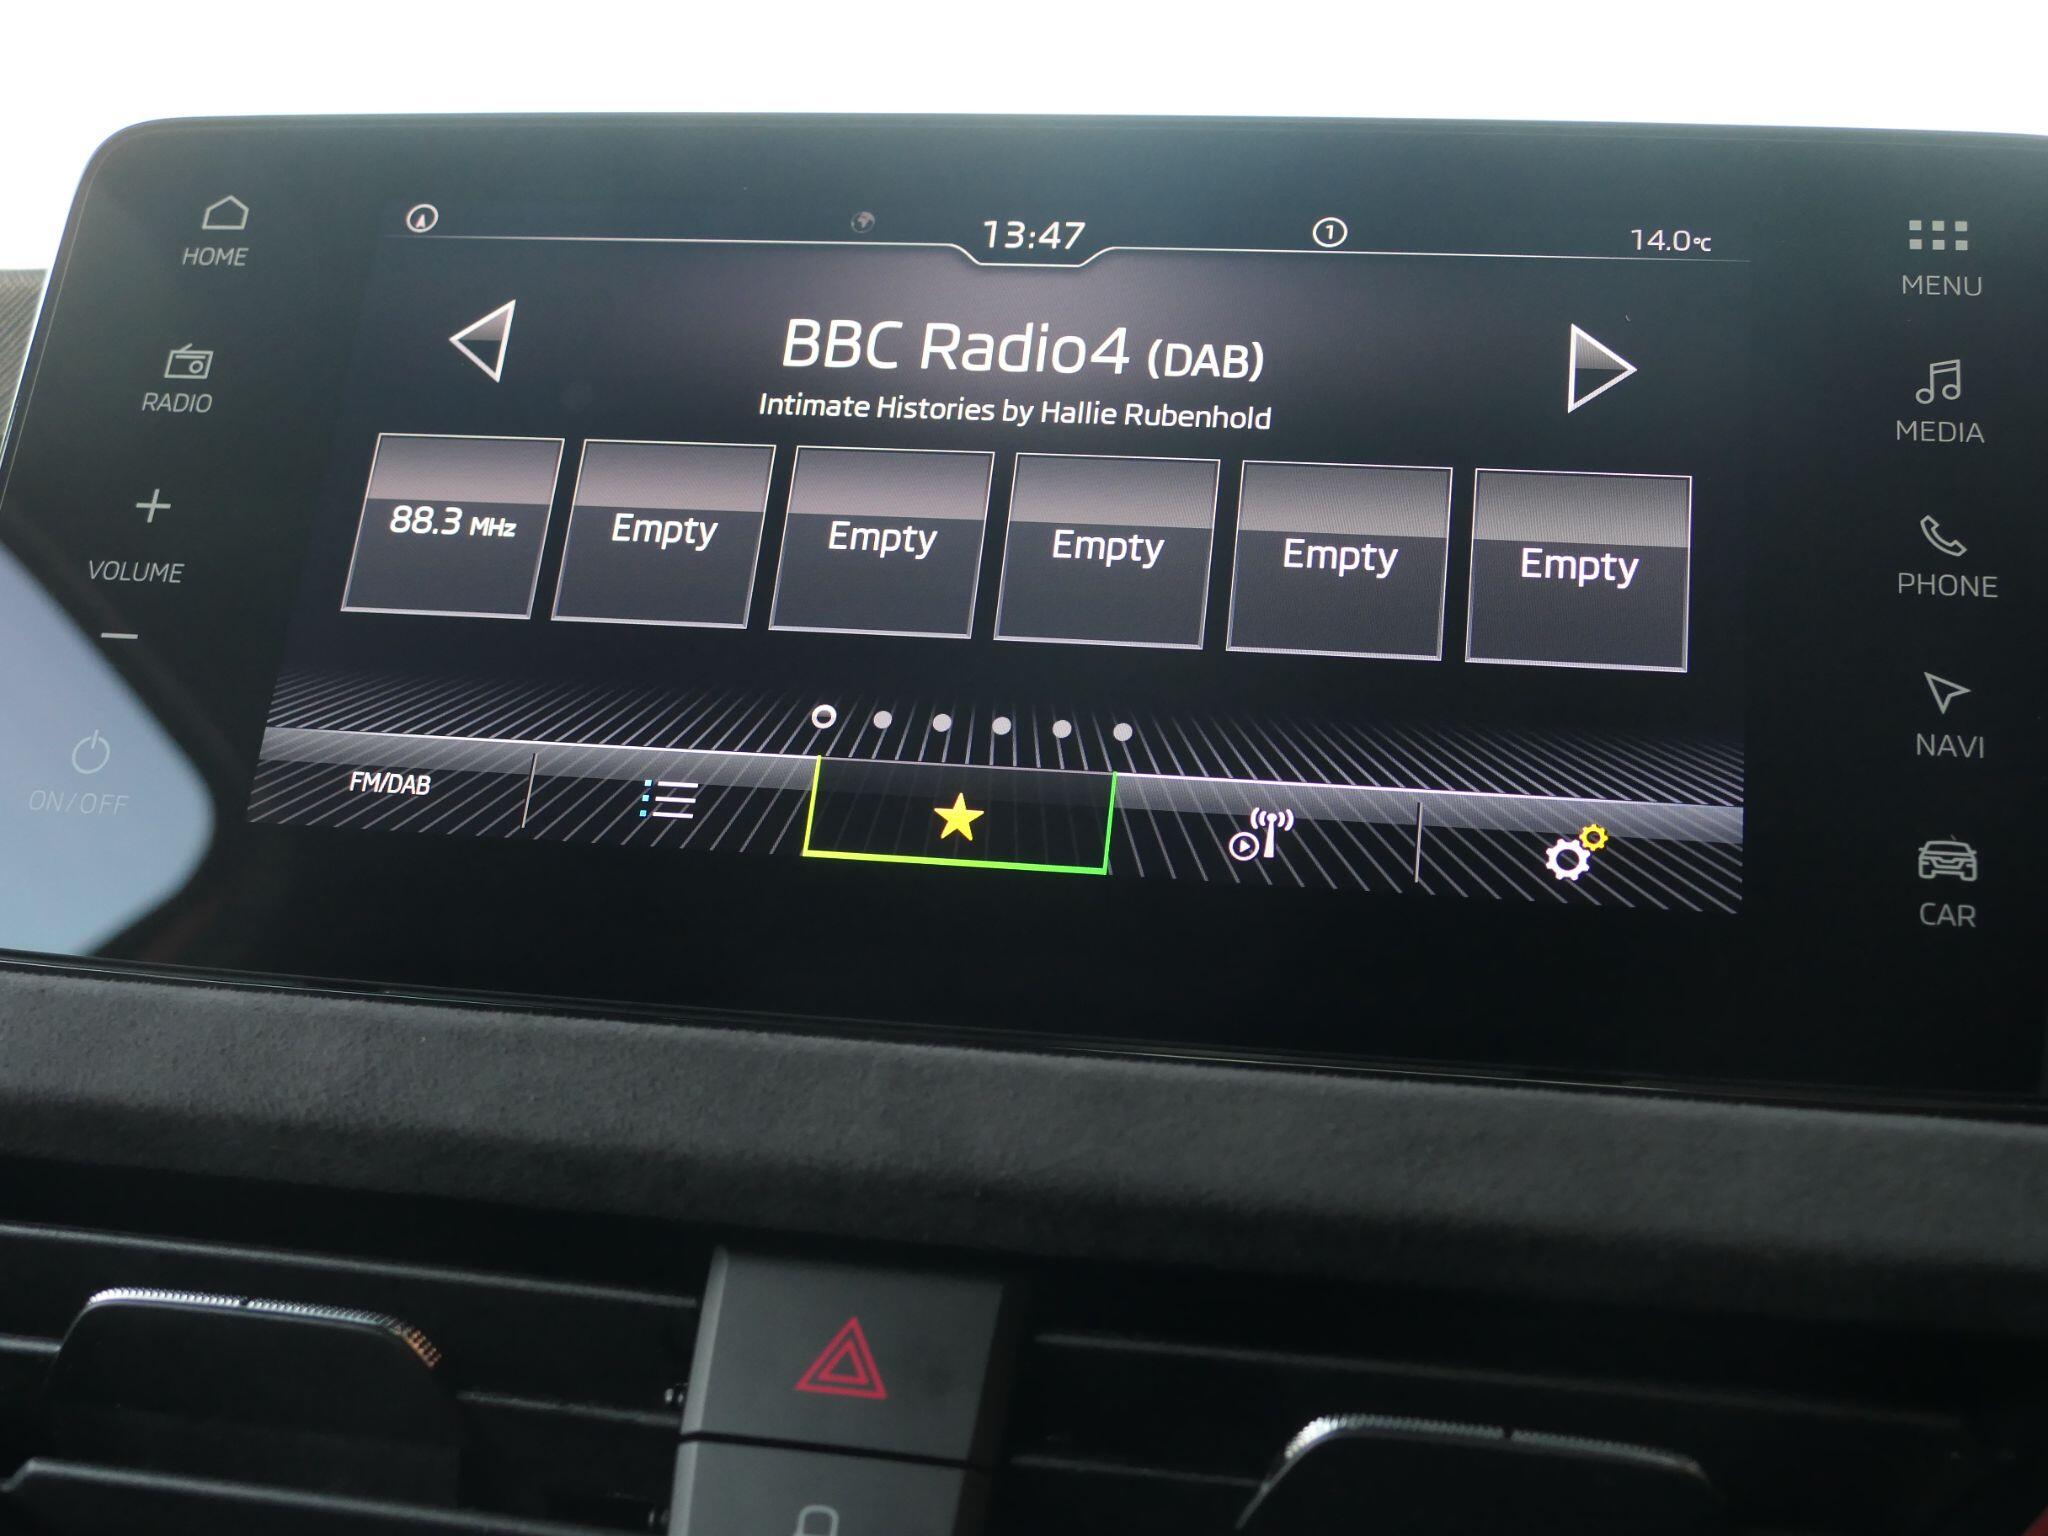 13:47
1
14.0°C
HOME
RADIO
VOLUME
ON/OFF
BBC Radio4 (DAB)
Intimate Histories by Hallie Rubenhold
88.3 MHz
Empty
Empty
Empty
Empty
Empty
FM/DAB
MENU
MEDIA
PHONE
NAVI
CAR